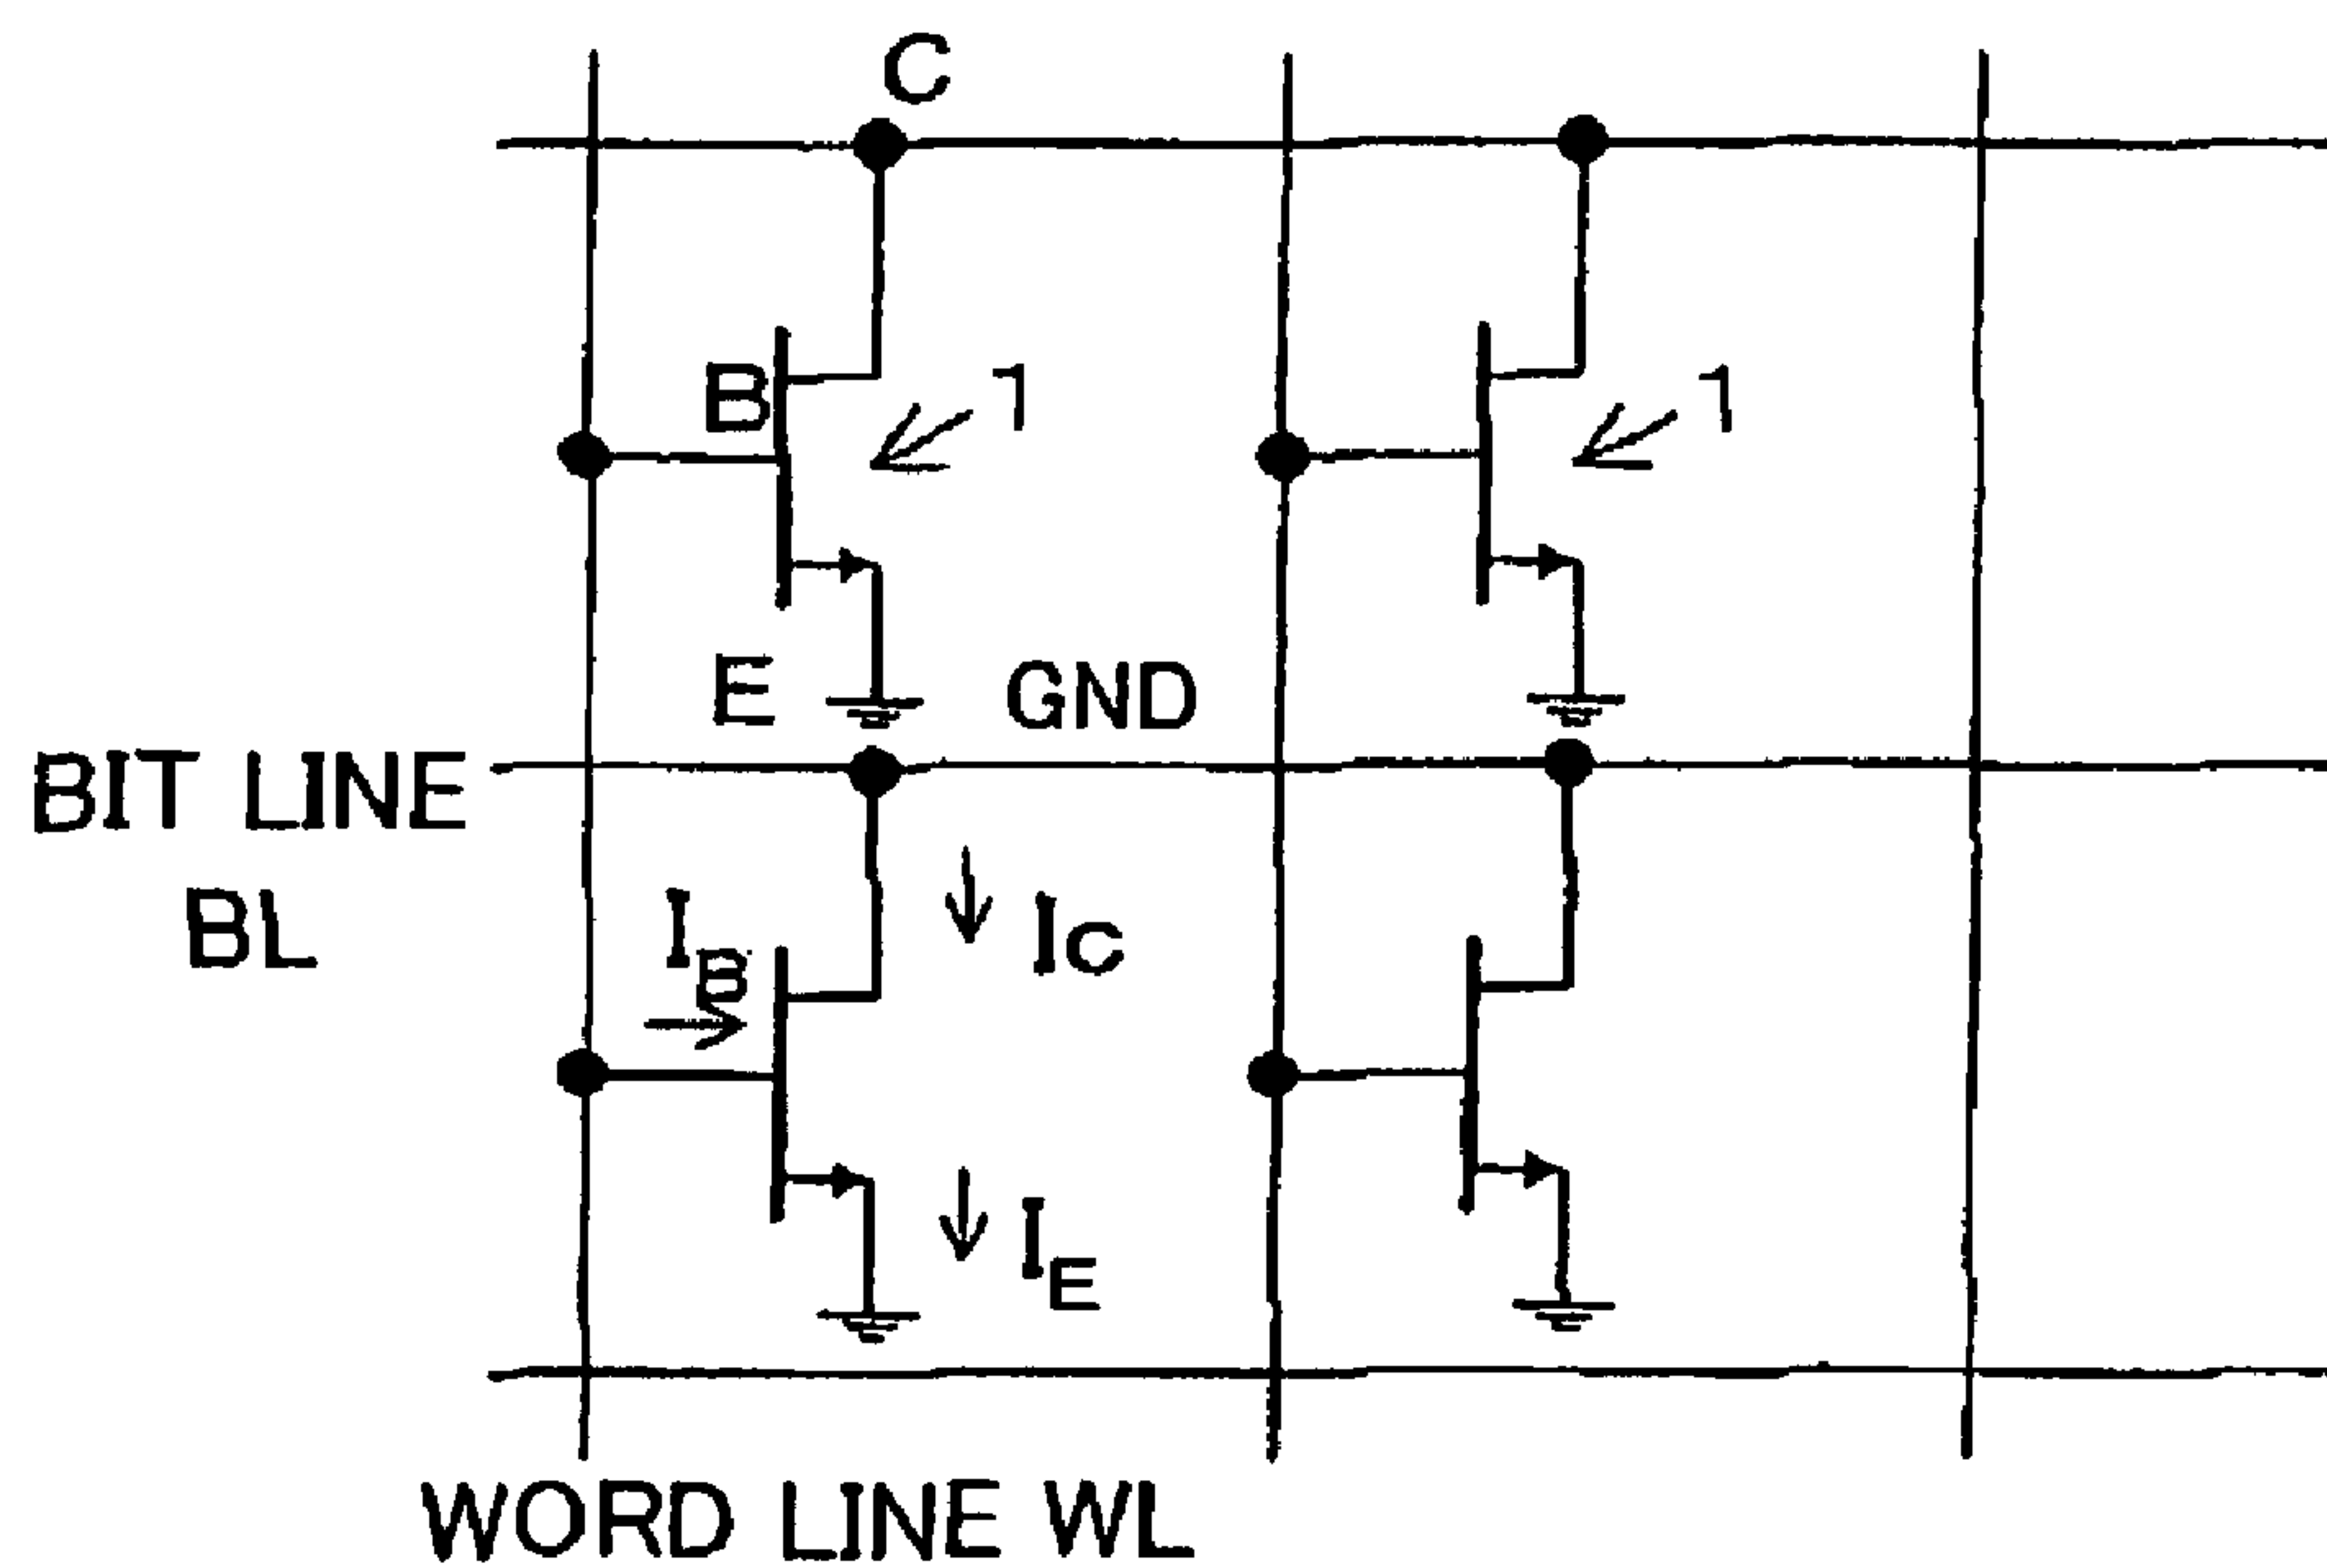 C
B 1 1
E GND
BIT LINE
BL
IB IC
IE
WORD LINE WL